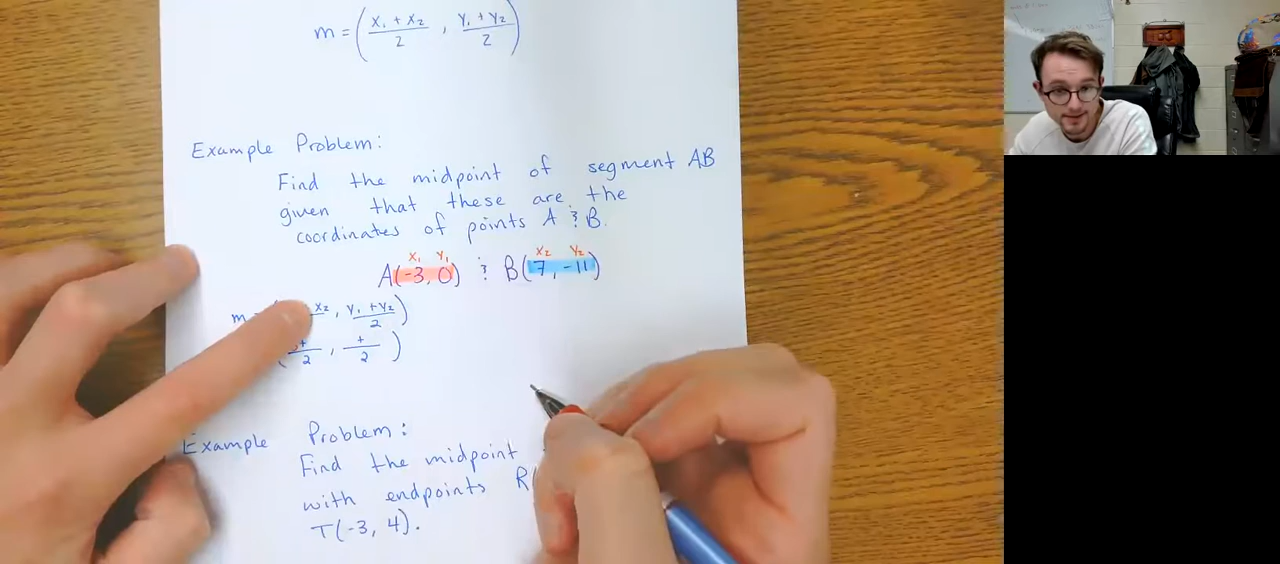 m = (x₁ + x₂ / 2 , y₁ + y₂ / 2)
Example Problem:
Find the midpoint of segment AB
given that these are the
coordinates of points A & B.
x₁ y₁ x₂ y₂
A(-3, 0) & B(7, -11)
m x₂ , y₁ + y₂ / 2)
( 3+ / 2 , + / 2 )
Example Problem:
Find the midpoint
with endpoints R(
T(-3, 4).